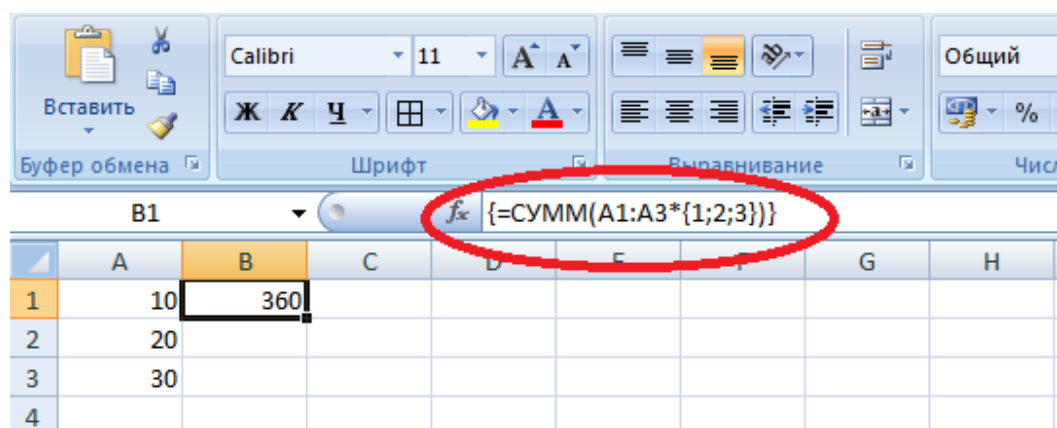 Calibri 11 A A Общий
Вставить Ж К Ч a %
Буфер обмена Шрифт Выравнивание
B1 fx {=СУММ(A1:A3*{1;2;3})}
A B C D E F G H
1 10 360
2 20
3 30
4